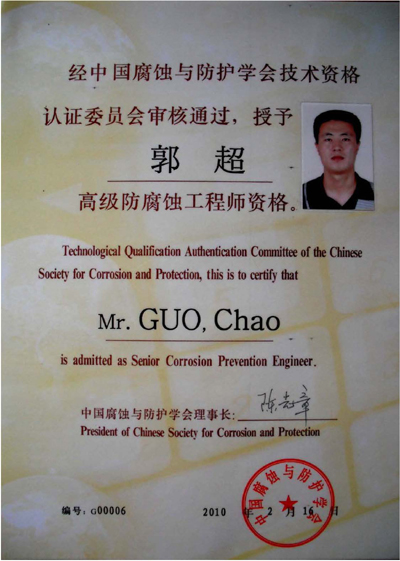 经中国腐蚀与防护学会技术资格
认证委员会审核通过，授予
郭 超
高级防腐蚀工程师资格。
Technological Qualification Authentication Committee of the Chinese
Society for Corrosion and Protection, this is to certify that
Mr. GUO, Chao
is admitted as Senior Corrosion Prevention Engineer.
中国腐蚀与防护学会理事长:
President of Chinese Society for Corrosion and Protection
中国腐蚀与防护学会
编号: G00006 2010 年 2 月 16 日